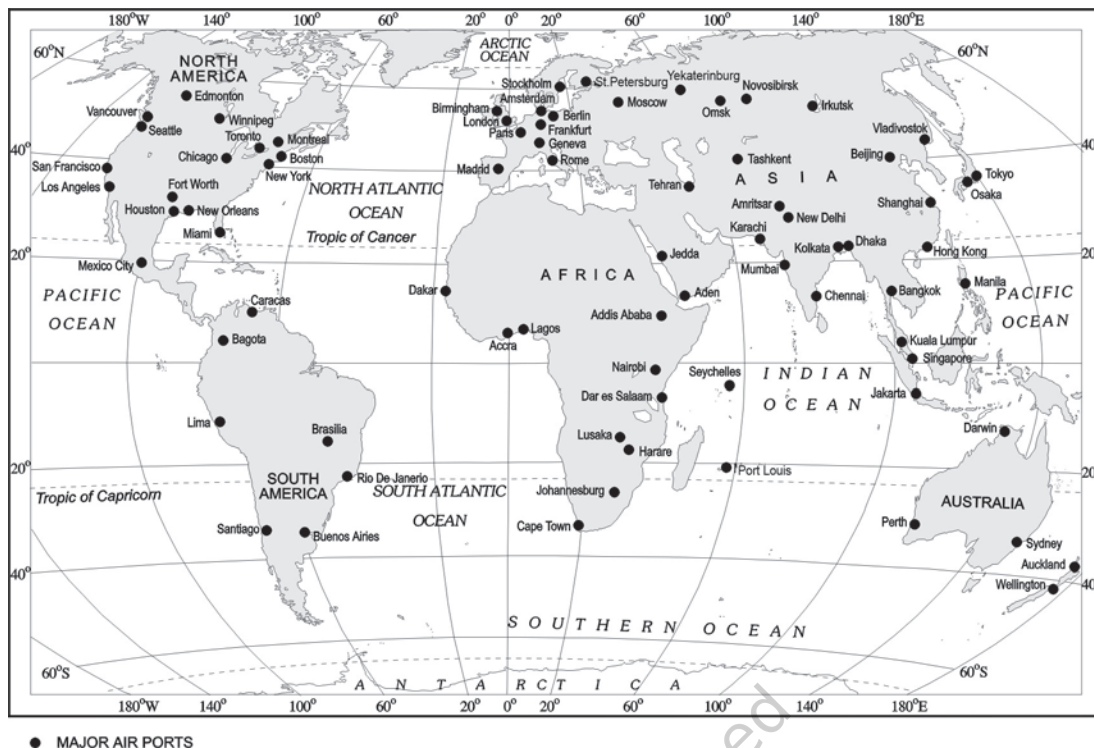 180°W 140° 100° 60° 20° 0° 20° 60° 100° 140° 180°E
60°N
ARCTIC
OCEAN
60°N
NORTH
AMERICA
Edmonton
Stockholm
St.Petersburg
Yekaterinburg
Novosibirsk
Vancouver
Winnipeg
Birmingham
Amsterdam
Moscow
Omsk
Irkutsk
Seattle
London
Berlin
Toronto
Montreal
Paris
Frankfurt
Vladivostok
40°
Chicago
Boston
Geneva
Beijing
40°
San Francisco
New York
Madrid
Rome
Tashkent
Tokyo
Los Angeles
Fort Worth
NORTH ATLANTIC
OCEAN
Tehran
ASIA
Osaka
Houston
New Orleans
Amritsar
Shanghai
New Delhi
Miami
Tropic of Cancer
Karachi
Kolkata
Dhaka
Hong Kong
20°
Mexico City
Jedda
Mumbai
20°
AFRICA
PACIFIC
OCEAN
Caracas
Dakar
Aden
Chennal
Bangkok
Manila
PACIFIC
OCEAN
Addis Ababa
Bagota
Accra
Lagos
Kuala Lumpur
Singapore
0°
Nairobi
Seychelles
INDIAN
OCEAN
Dar es Salaam
Jakarta
Lima
Brasilia
Lusaka
Harare
Darwin
20°
SOUTH
AMERICA
Rio De Janerio
Port Louis
20°
Tropic of Capricorn
SOUTH ATLANTIC
OCEAN
Johannesburg
AUSTRALIA
Santiago
Buenos Airies
Cape Town
Perth
Sydney
Auckland
40°
Wellington
40°
SOUTHERN OCEAN
60°S
60°S
ANTARCTICA
180°W 140° 100° 60° 20° 0° 20° 60° 100° 140° 180°E
MAJOR AIR PORTS